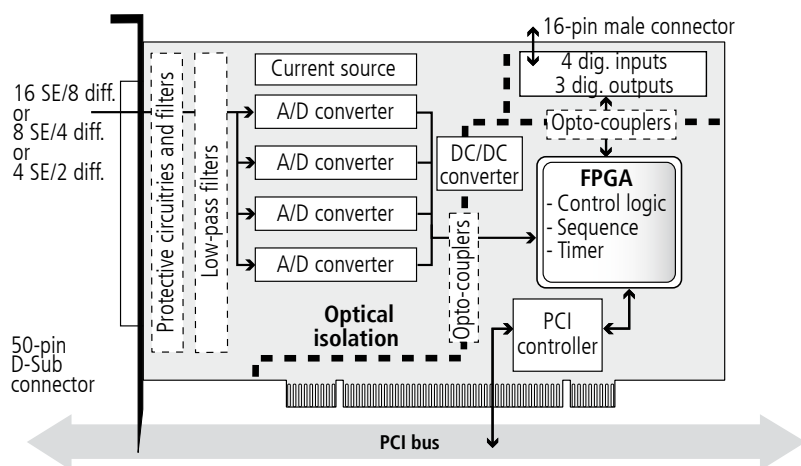 16-pin male connector
4 dig. inputs
3 dig. outputs
Current source
16 SE/8 diff.
or
8 SE/4 diff.
or
4 SE/2 diff.
Protective circuitries and filters
Low-pass filters
A/D converter
A/D converter
A/D converter
A/D converter
DC/DC
converter
Opto-couplers
Opto-couplers
FPGA
- Control logic
- Sequence
- Timer
Optical
isolation
PCI
controller
50-pin
D-Sub
connector
PCI bus